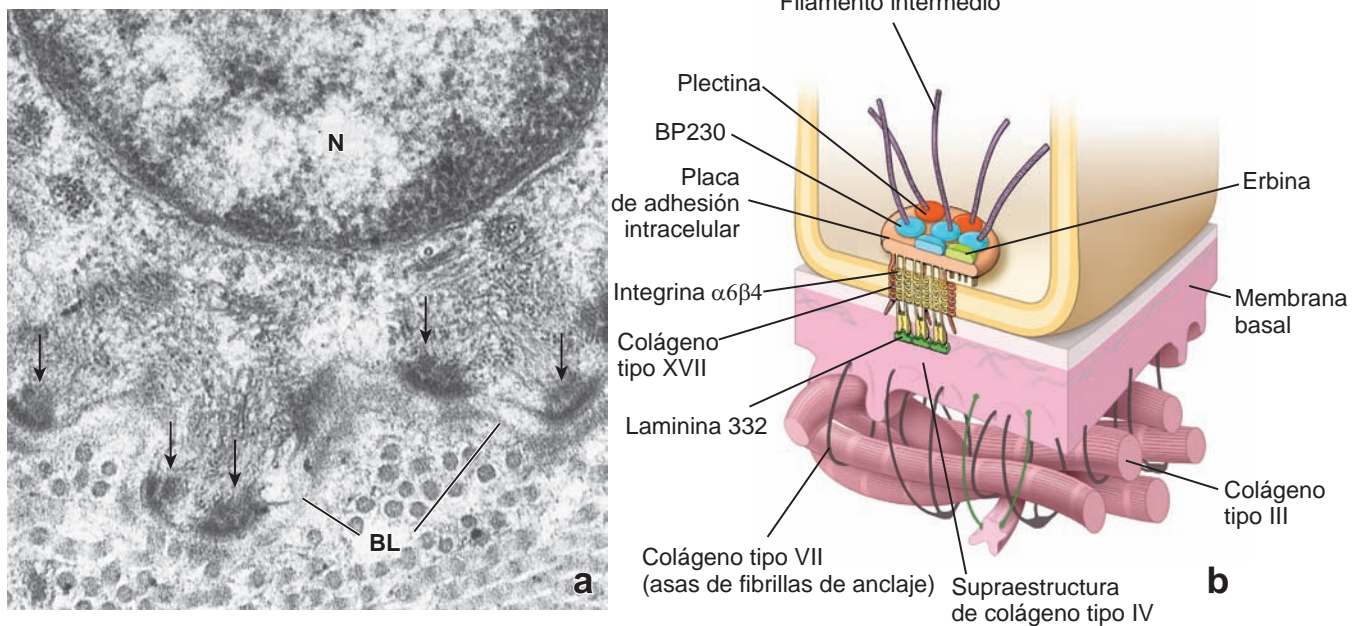 N
BL
a
Filamento intermedio
Plectina
BP230
Placa
de adhesión
intracelular
Integrina α6β4
Colágeno
tipo XVII
Laminina 332
Colágeno tipo VII
(asas de fibrillas de anclaje)
Supraestructura
de colágeno tipo IV
Erbina
Membrana
basal
Colágeno
tipo III
b